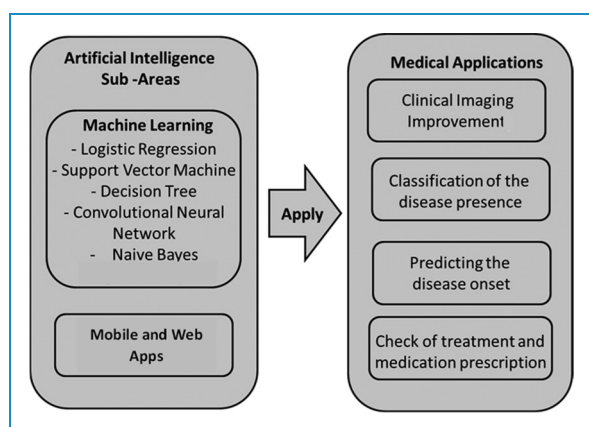 Artificial Intelligence
Sub -Areas
Machine Learning
- Logistic Regression
- Support Vector Machine
- Decision Tree
- Convolutional Neural
Network
- Naive Bayes
Mobile and Web
Apps
Apply
Medical Applications
Clinical Imaging
Improvement
Classification of the
disease presence
Predicting the
disease onset
Check of treatment and
medication prescription